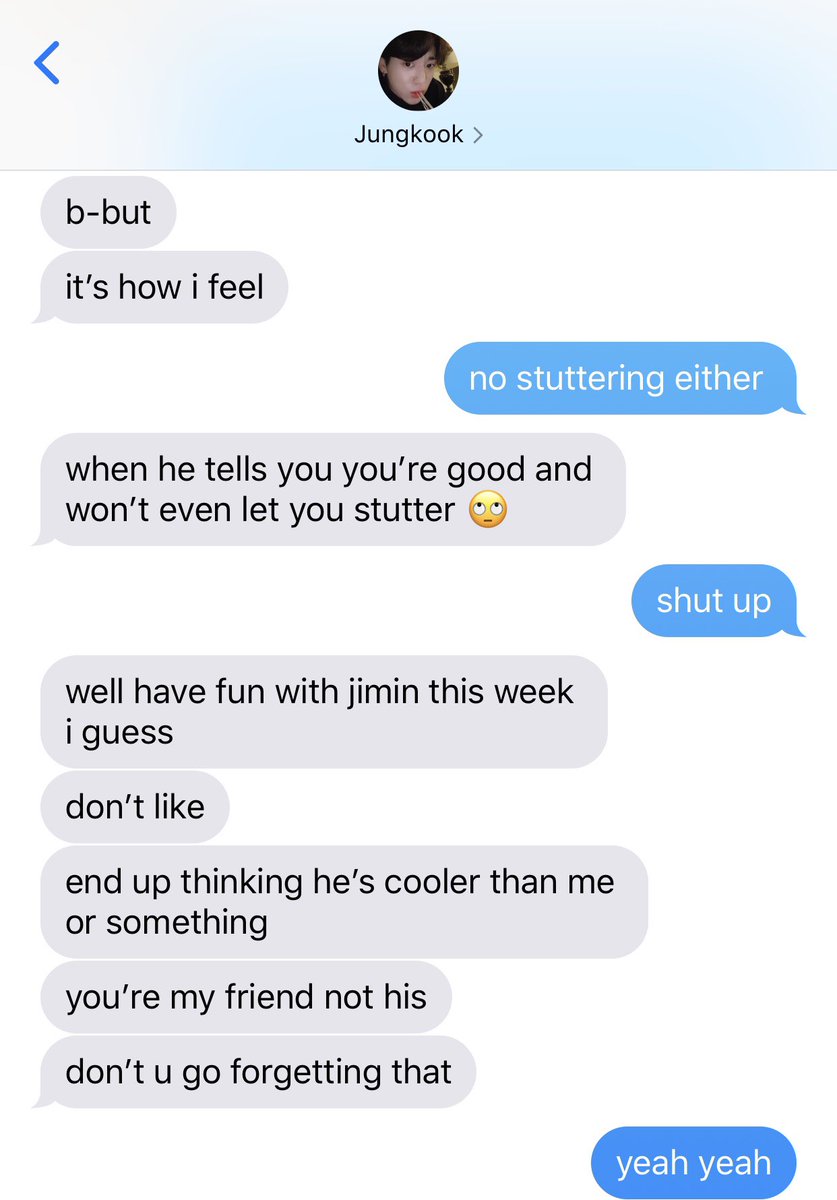 Jungkook
b-but
it’s how i feel
no stuttering either
when he tells you you’re good and
won’t even let you stutter 🙄
shut up
well have fun with jimin this week
i guess
don’t like
end up thinking he’s cooler than me
or something
you’re my friend not his
don’t u go forgetting that
yeah yeah